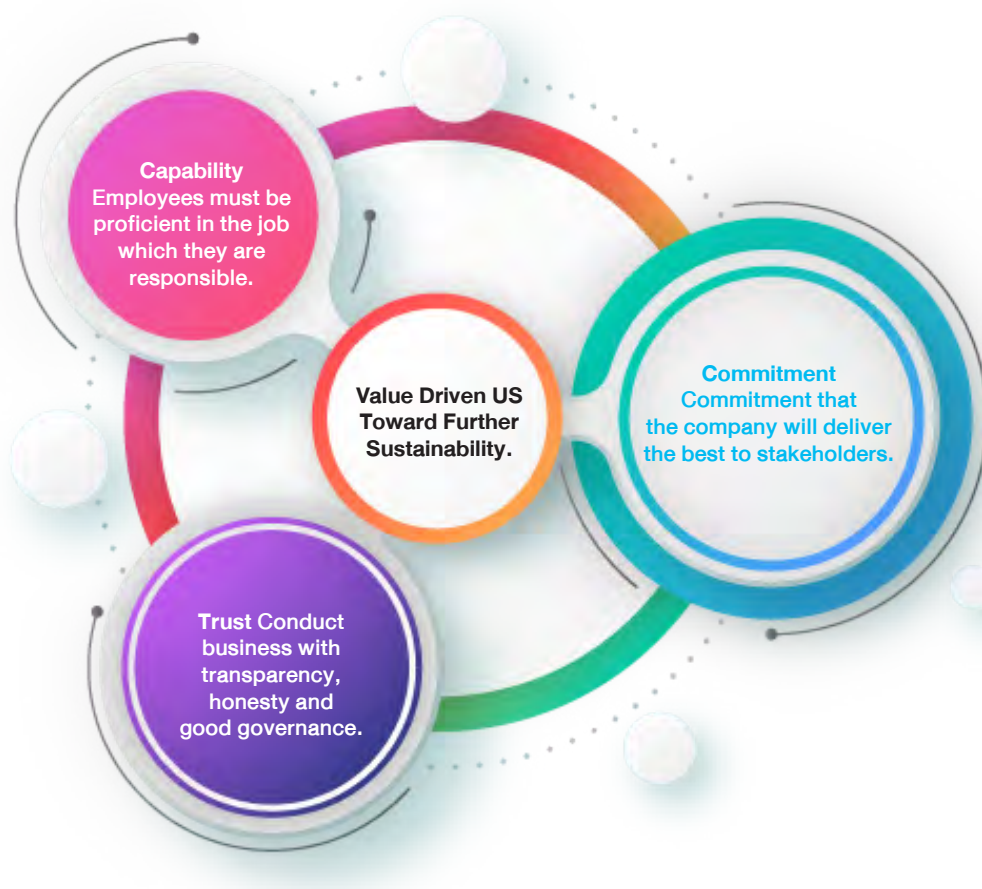 Capability
Employees must be
proficient in the job
which they are
responsible.
Value Driven US
Toward Further
Sustainability.
Commitment
Commitment that
the company will deliver
the best to stakeholders.
Trust Conduct
business with
transparency,
honesty and
good governance.